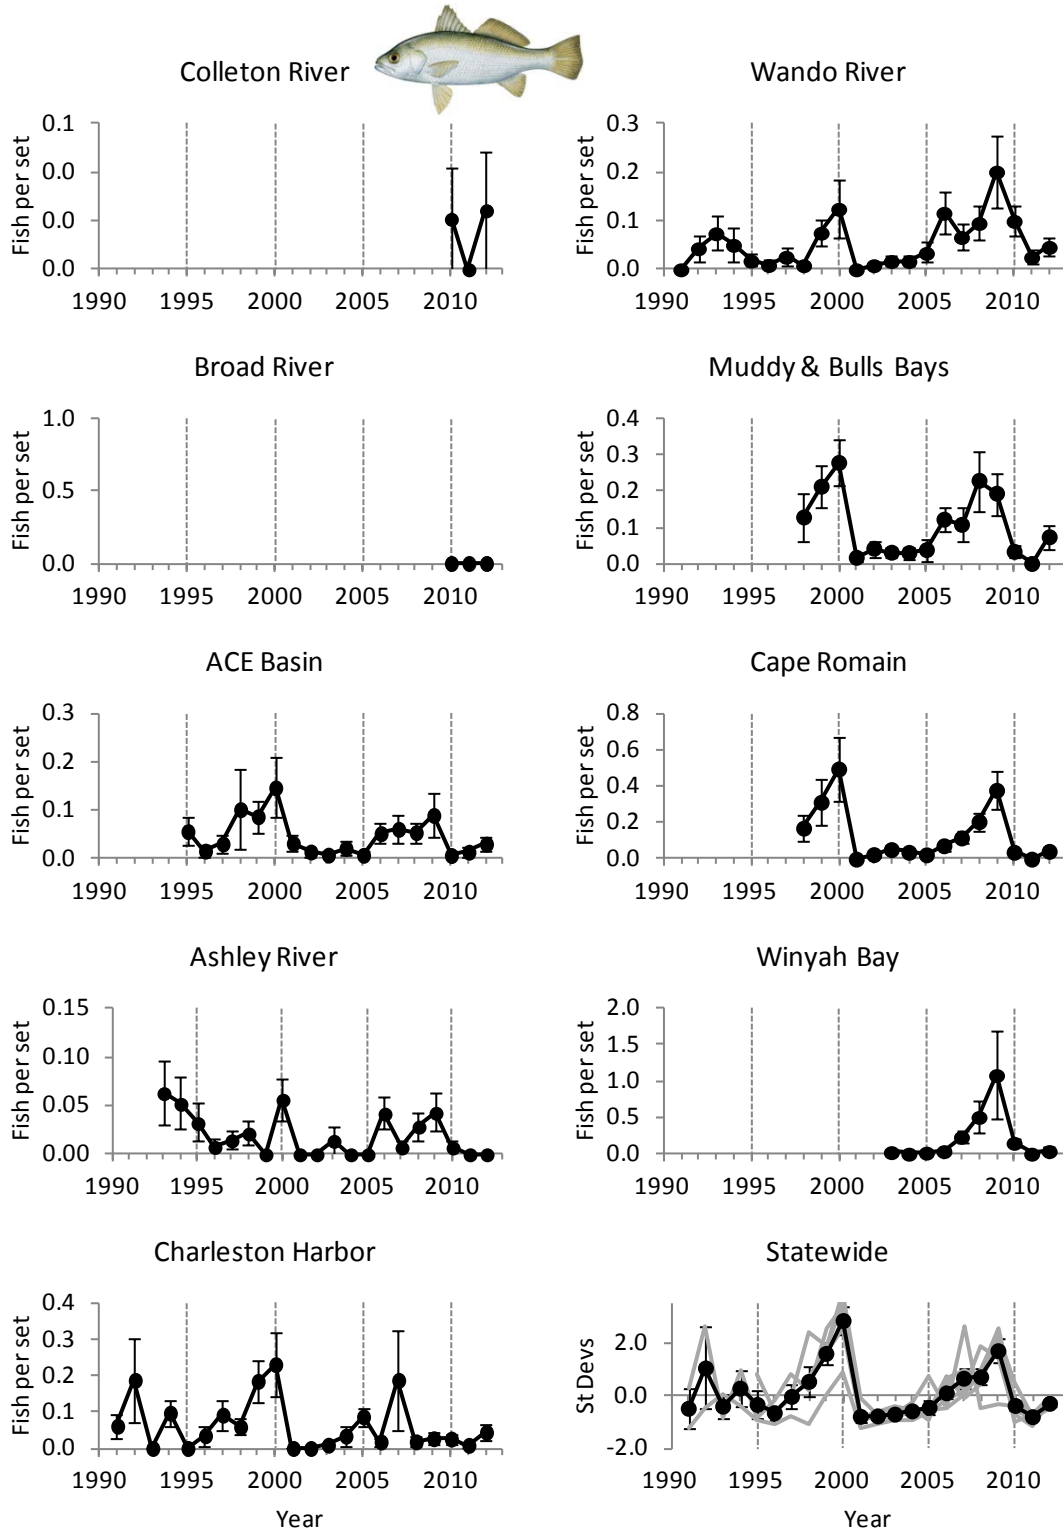 Colleton River
Fish per set
0.1
0.0
0.0
0.0
1990 1995 2000 2005 2010
Wando River
Fish per set
0.3
0.2
0.1
0.0
1990 1995 2000 2005 2010
Broad River
Fish per set
1.0
0.5
0.0
1990 1995 2000 2005 2010
Muddy & Bulls Bays
Fish per set
0.4
0.3
0.2
0.1
0.0
1990 1995 2000 2005 2010
ACE Basin
Fish per set
0.3
0.2
0.1
0.0
1990 1995 2000 2005 2010
Cape Romain
Fish per set
0.8
0.6
0.4
0.2
0.0
1990 1995 2000 2005 2010
Ashley River
Fish per set
0.15
0.10
0.05
0.00
1990 1995 2000 2005 2010
Winyah Bay
Fish per set
2.0
1.5
1.0
0.5
0.0
1990 1995 2000 2005 2010
Charleston Harbor
Fish per set
0.4
0.3
0.2
0.1
0.0
1990 1995 2000 2005 2010
Year
Statewide
St Devs
2.0
0.0
-2.0
1990 1995 2000 2005 2010
Year